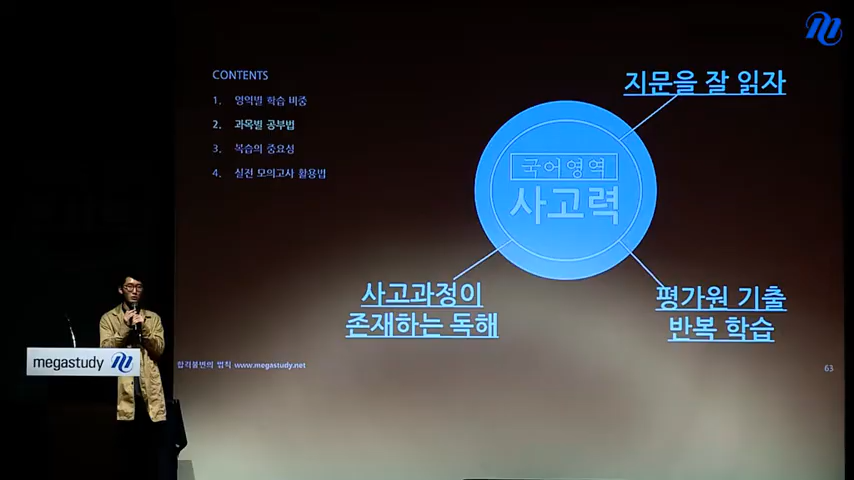 CONTENTS
1. 영역별 학습 비중
2. 과목별 공부법
3. 복습의 중요성
4. 실전 모의고사 활용법
지문을 잘 읽자
국어영역
사고력
사고과정이
존재하는 독해
평가원 기출
반복 학습
megastudy
합격불변의 법칙 www.megastudy.net
63